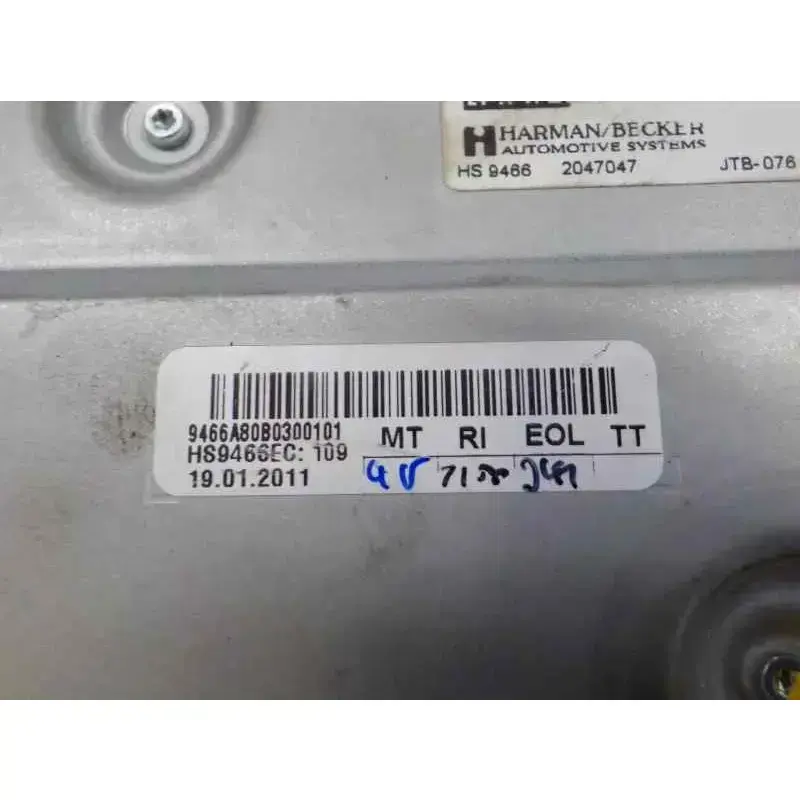 HARMAN/BECKER
AUTOMOTIVE SYSTEMS
HS 9466 2047047 JTB-076
9466A80B0300101 MT RI EOL TT
HS9466EC: 109
19.01.2011